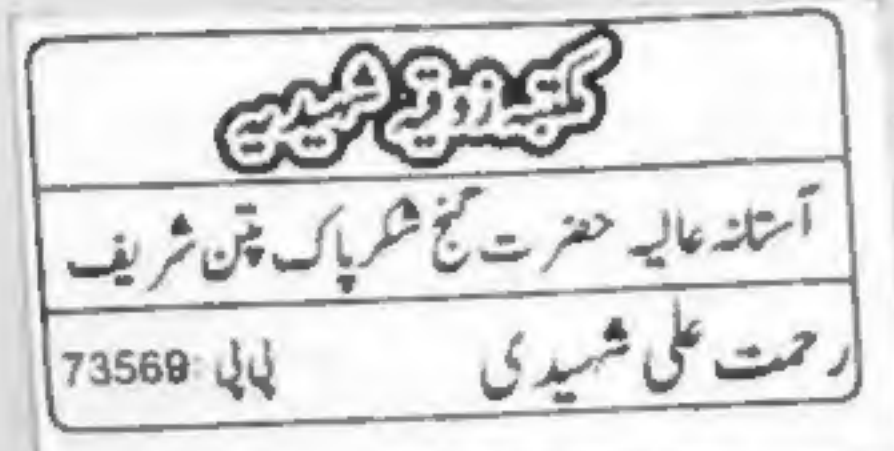 مکتبہ ذوقیہ شہیدیہ
آستانہ عالیہ حضرت گنج شکر پاک پتن شریف
رحمت علی شہیدی پی پی: 73569